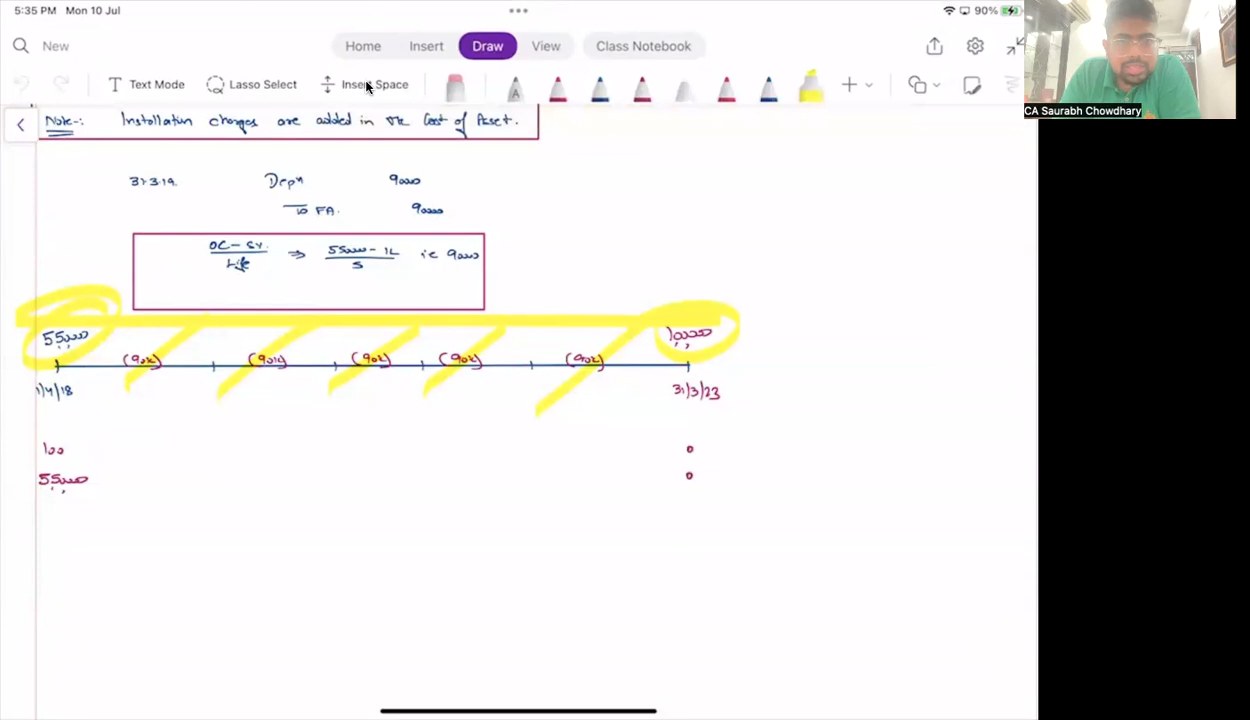 5:35 PM Mon 10 Jul
90%
New
Home Insert Draw View Class Notebook
Text Mode Lasso Select Insert Space
CA Saurabh Chowdhary
Note-: Installation charges are added in the Cost of Asset.
31.3.19. Depn 90000
To FA. 90000
OC - SV. ⇒ 550000 - 1L i.e 90000
Life 5
550000 100000
(90k) (90k) (90k) (90k) (90k)
1/4/18 31/3/23
100 0
550000 0